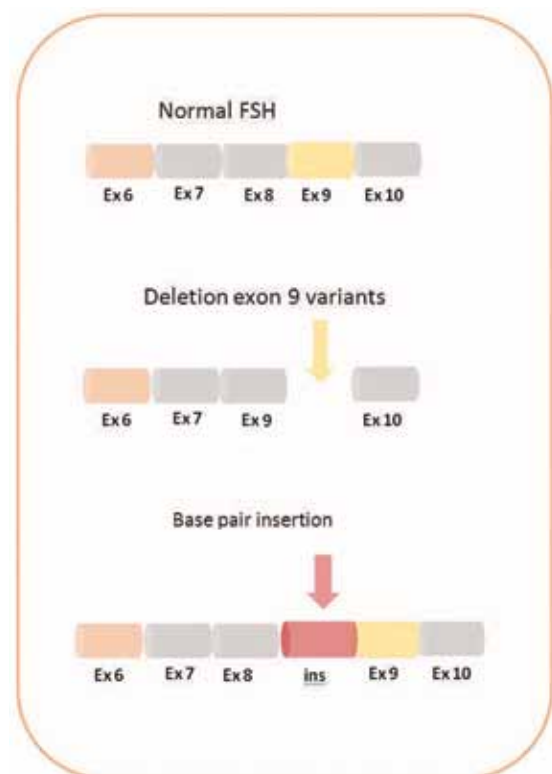 Normal FSH
Ex 6 Ex 7 Ex 8 Ex 9 Ex 10
Deletion exon 9 variants
Ex 6 Ex 7 Ex 9 Ex 10
Base pair insertion
Ex 6 Ex 7 Ex 8 ins Ex 9 Ex 10